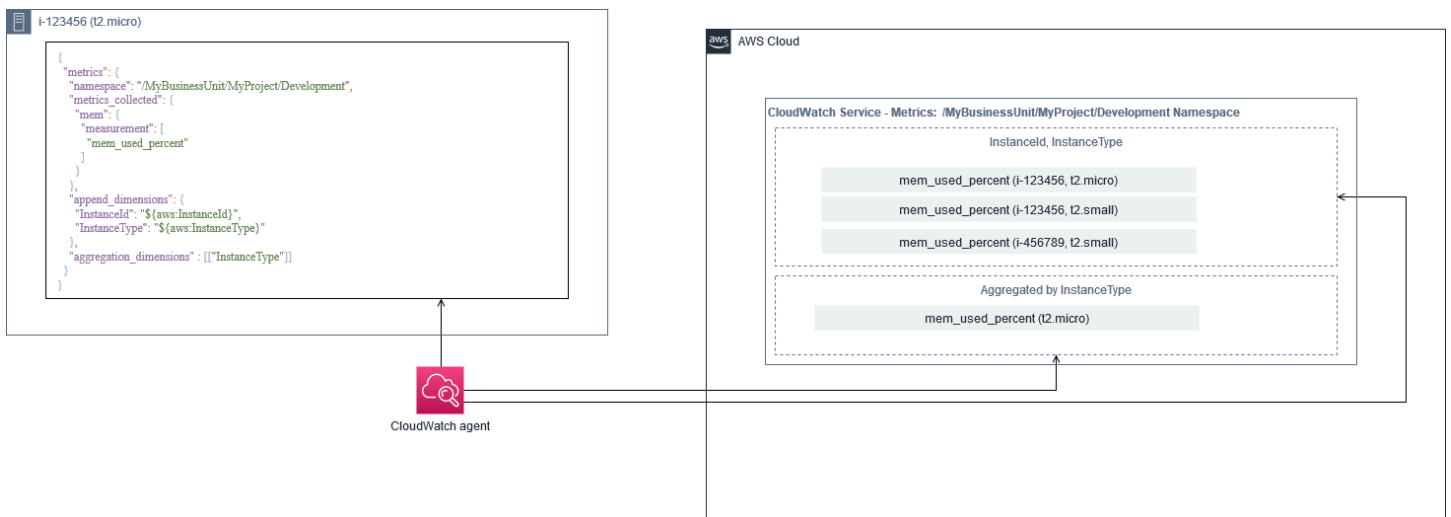 i-123456 (t2.micro)
{
"metrics": {
"namespace": "/MyBusinessUnit/MyProject/Development",
"metrics_collected": {
"mem": {
"measurement": [
"mem_used_percent"
]
}
},
"append_dimensions": {
"InstanceId": "${aws:InstanceId}",
"InstanceType": "${aws:InstanceType}"
},
"aggregation_dimensions" : [["InstanceType"]]
}
}
CloudWatch agent
aws
AWS Cloud
CloudWatch Service - Metrics: /MyBusinessUnit/MyProject/Development Namespace
InstanceId, InstanceType
mem_used_percent (i-123456, t2.micro)
mem_used_percent (i-123456, t2.small)
mem_used_percent (i-456789, t2.small)
Aggregated by InstanceType
mem_used_percent (t2.micro)